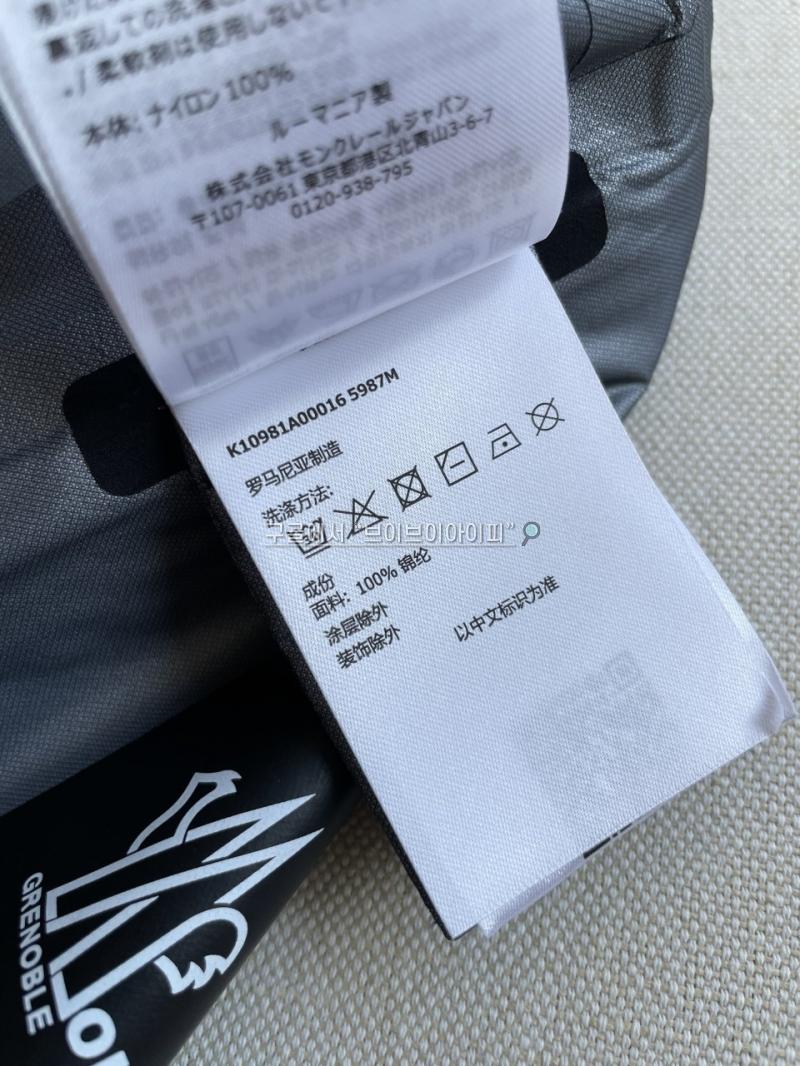 裏返しての洗濯
./ 柔軟剤は使用しないで
本体: ナイロン 100%
ルーマニア製
株式会社モンクレールジャパン
〒107-0061 東京都港区北青山3-6-7
0120-938-795
K10981A00016 5987M
罗马尼亚制造
洗涤方法:
구글에서 "브이브이아이피"
成份
面料: 100% 锦纶
涂层除外
装饰除外
以中文标识为准
GRENOBLE